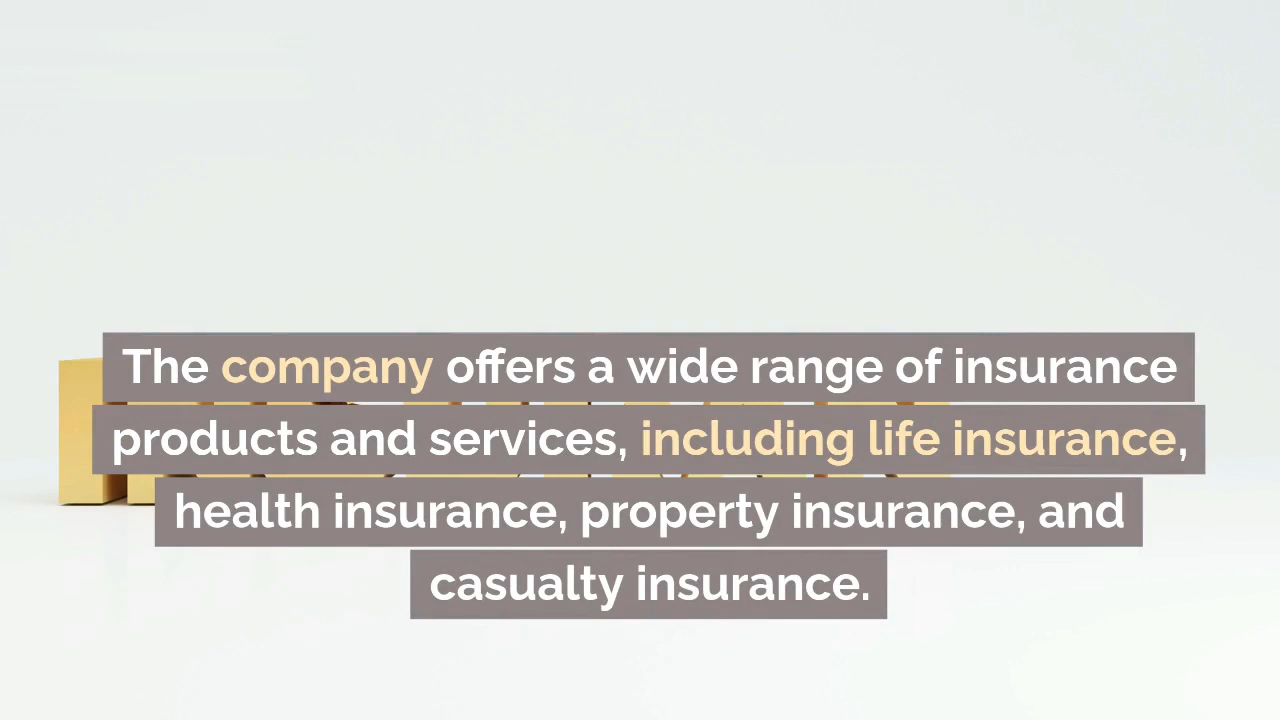 The company offers a wide range of insurance
products and services, including life insurance,
health insurance, property insurance, and
casualty insurance.